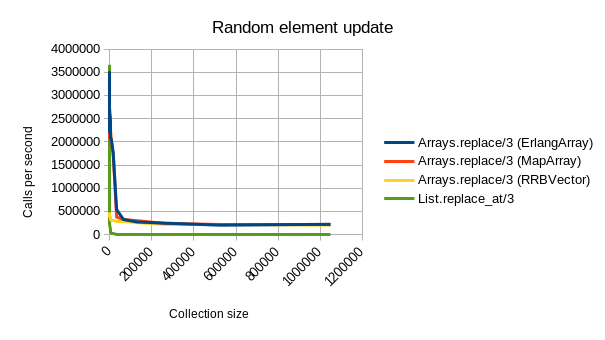 Random element update
4000000
3500000
3000000
2500000
2000000
1500000
1000000
500000
0
Calls per second
0
200000
400000
600000
800000
1000000
1200000
Collection size
Arrays.replace/3 (ErlangArray)
Arrays.replace/3 (MapArray)
Arrays.replace/3 (RRBVector)
List.replace_at/3